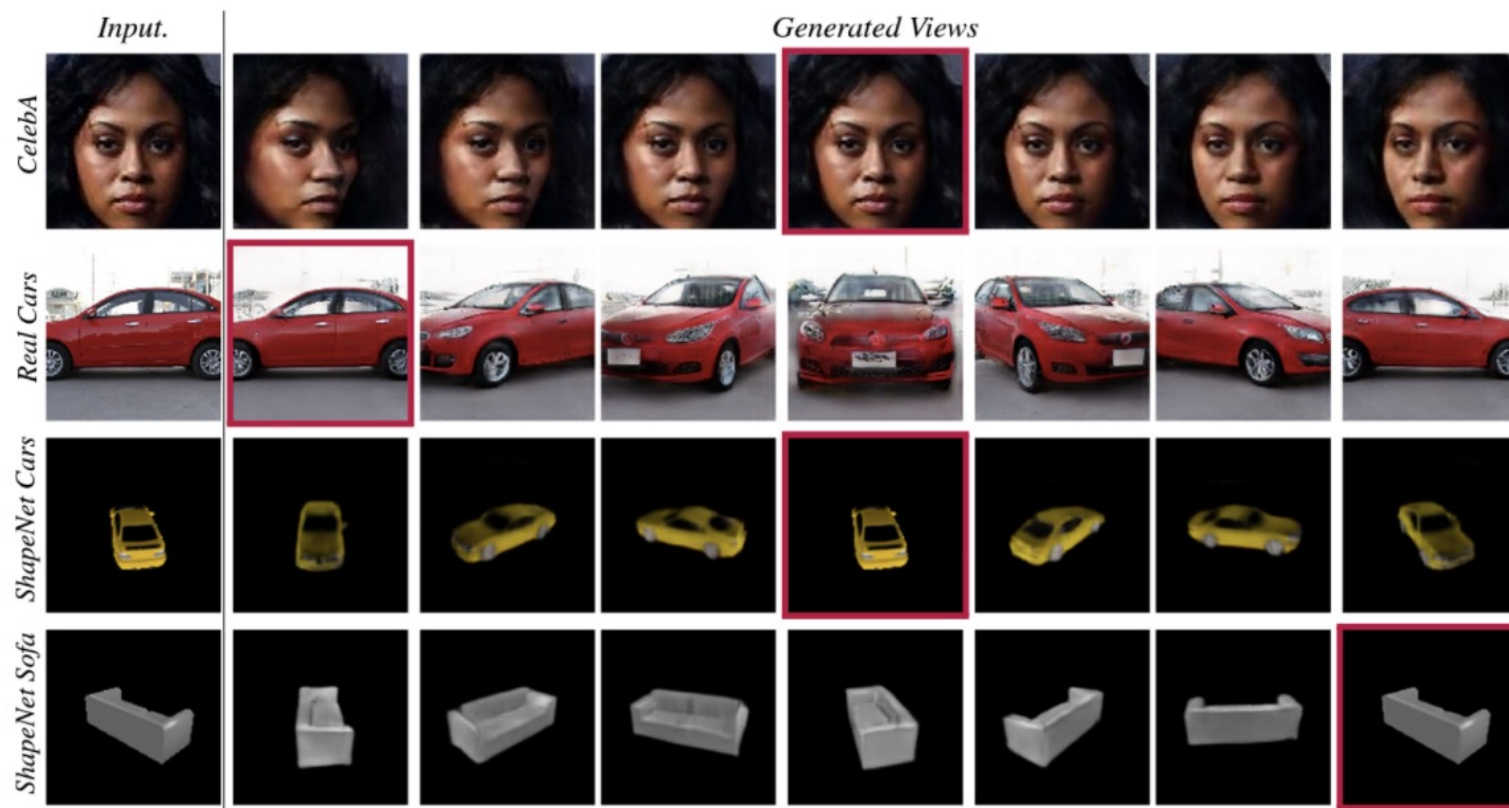 Input.
Generated Views
CelebA
Real Cars
ShapeNet Cars
ShapeNet Sofa